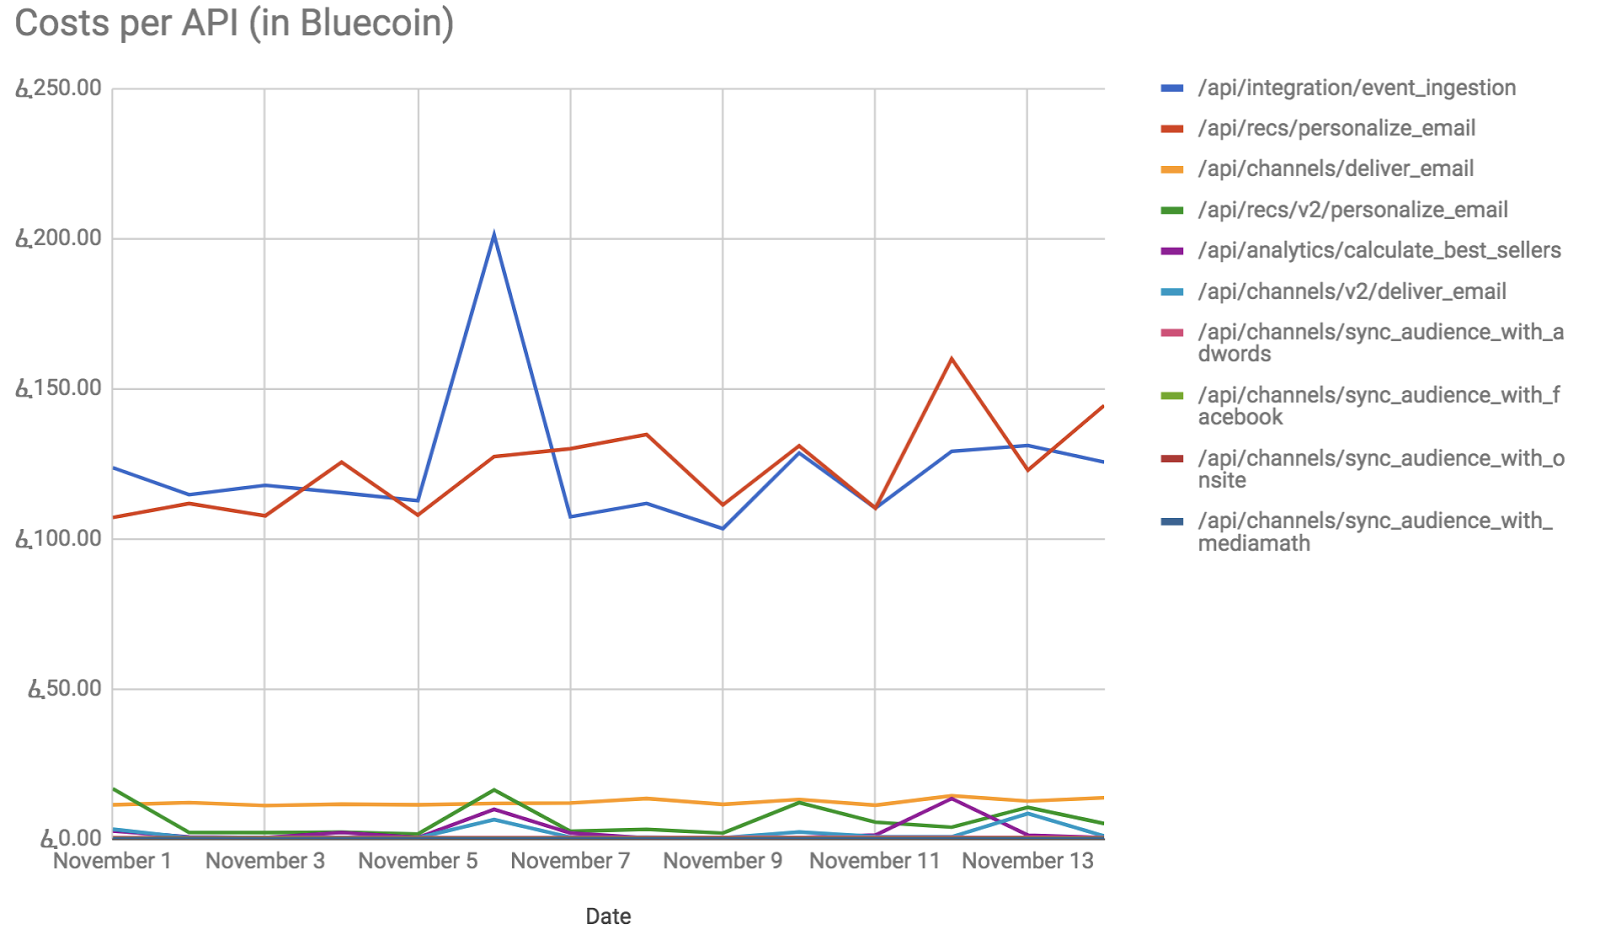 Costs per API (in Bluecoin)
250.00
200.00
150.00
100.00
50.00
0.00
November 1 November 3 November 5 November 7 November 9 November 11 November 13
Date
/api/integration/event_ingestion
/api/recs/personalize_email
/api/channels/deliver_email
/api/recs/v2/personalize_email
/api/analytics/calculate_best_sellers
/api/channels/v2/deliver_email
/api/channels/sync_audience_with_a
dwords
/api/channels/sync_audience_with_f
acebook
/api/channels/sync_audience_with_o
nsite
/api/channels/sync_audience_with_
mediamath